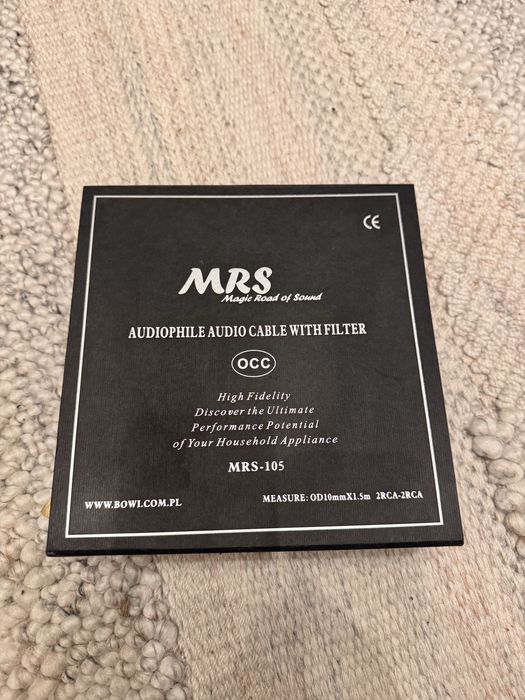 CE
MRS
Magic Road of Sound
AUDIOPHILE AUDIO CABLE WITH FILTER
OCC
High Fidelity
Discover the Ultimate
Performance Potential
of Your Household Appliance
MRS-105
WWW.BOWI.COM.PL
MEASURE: OD10mmX1.5m 2RCA-2RCA